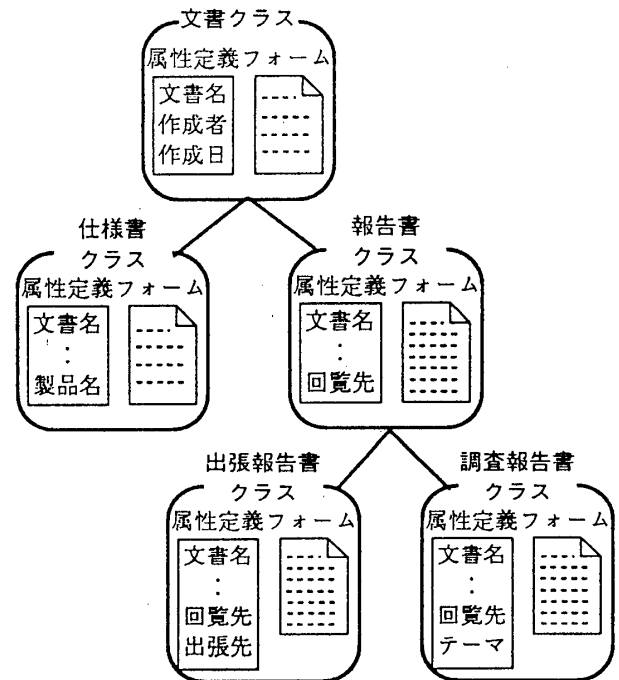 文書クラス
属性定義フォーム
文書名
作成者
作成日
仕様書
クラス
属性定義フォーム
文書名
:
製品名
報告書
クラス
属性定義フォーム
文書名
:
回覧先
出張報告書
クラス
属性定義フォーム
文書名
:
回覧先
出張先
調査報告書
クラス
属性定義フォーム
文書名
:
回覧先
テーマ